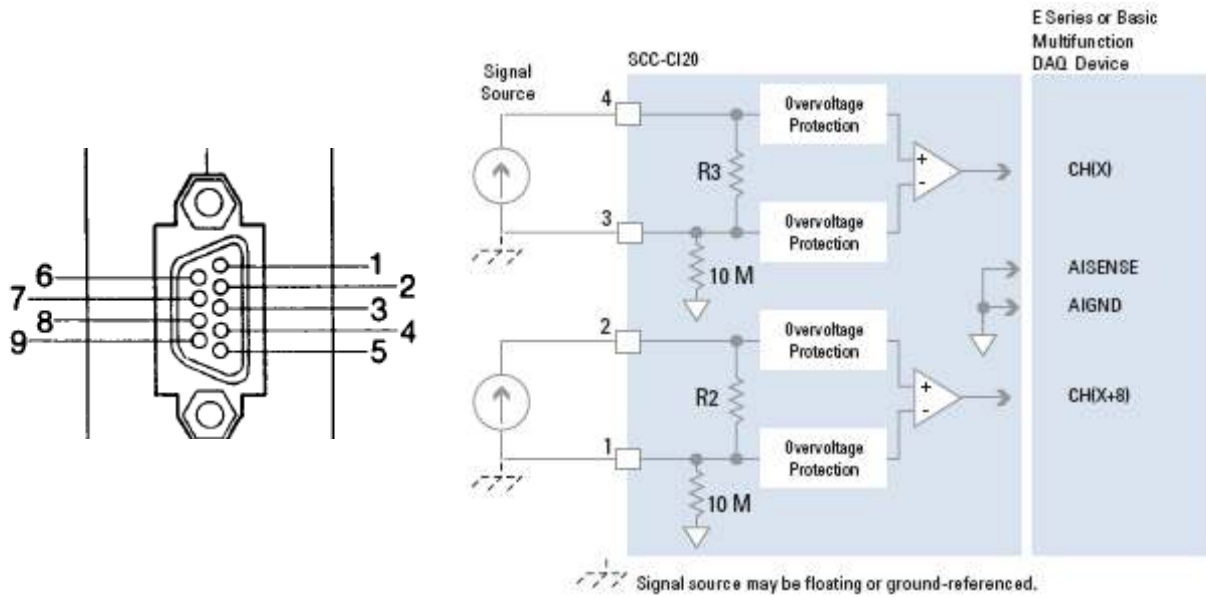 6
7
8
9
1
2
3
4
5
Signal
Source
SCC-CI20
E Series or Basic
Multifunction
DAQ Device
4
Overvoltage
Protection
R3
+
-
CH(X)
3
Overvoltage
Protection
10 M
AISENSE
AIGND
2
Overvoltage
Protection
R2
+
-
CH(X+8)
1
Overvoltage
Protection
10 M
Signal source may be floating or ground-referenced.